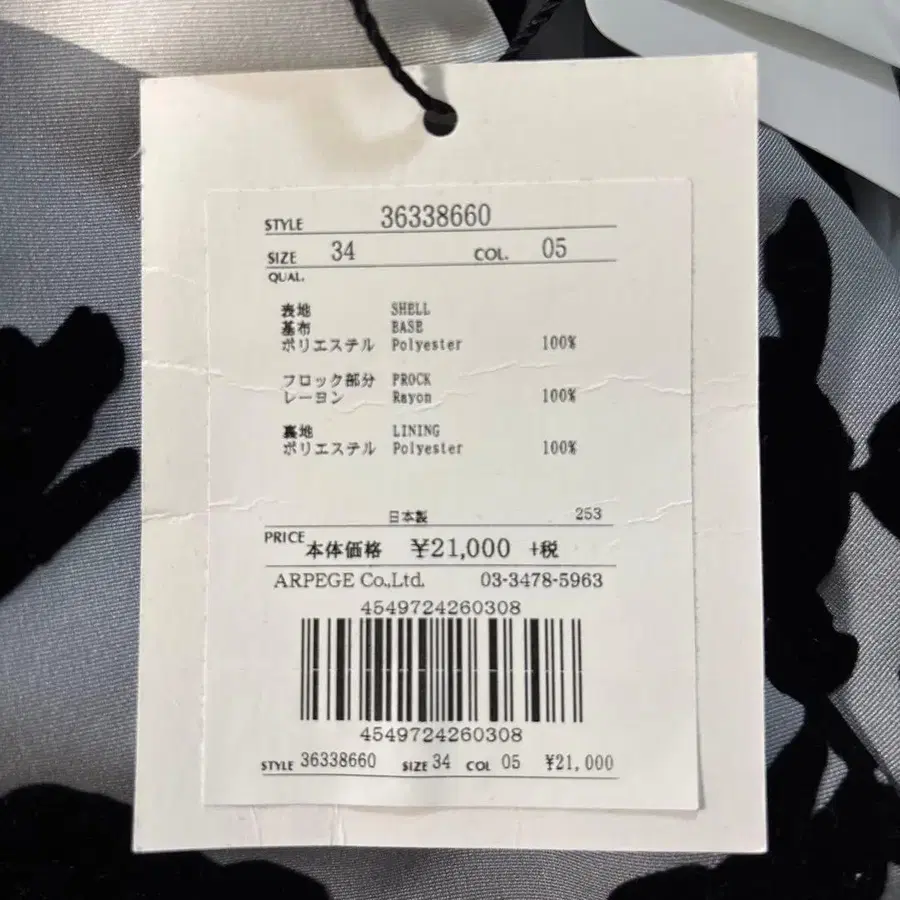 STYLE 36338660
SIZE 34 COL. 05
QUAL.
表地 SHELL
基布 BASE
ポリエステル Polyester 100%
フロック部分 PROCK
レーヨン Rayon 100%
裏地 LINING
ポリエステル Polyester 100%
日本製 253
PRICE 本体価格 ¥21,000 +税
ARPEGE Co.,Ltd. 03-3478-5963
4549724260308
4549724260308
STYLE 36338660 SIZE 34 COL 05 ¥21,000